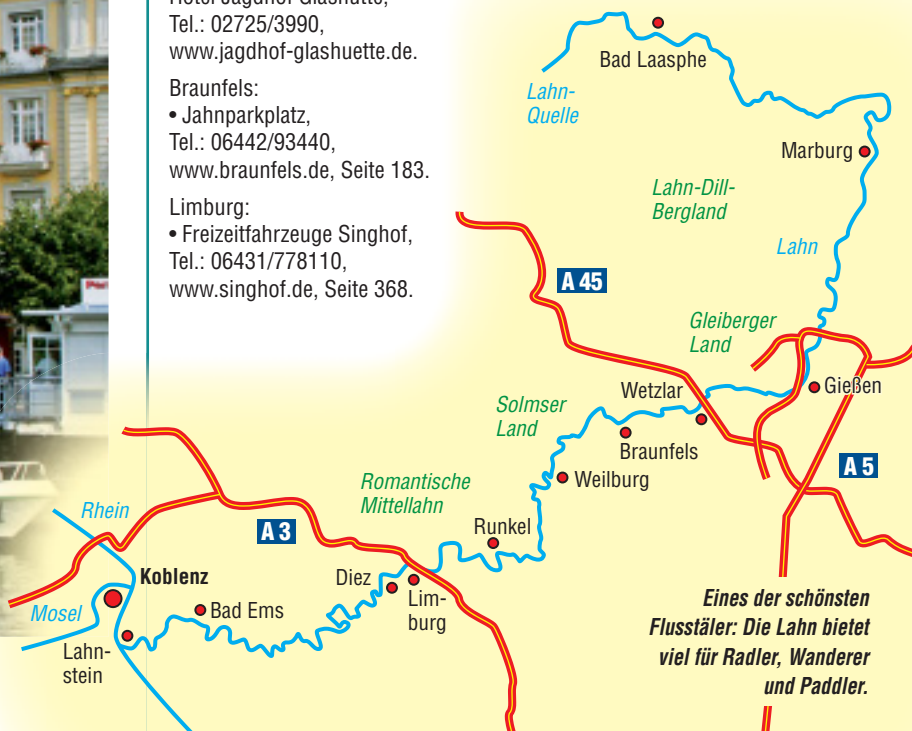 Tel.: 02725/3990,
www.jagdhof-glashuette.de.
Braunfels:
• Jahnparkplatz,
Tel.: 06442/93440,
www.braunfels.de, Seite 183.
Limburg:
• Freizeitfahrzeuge Singhof,
Tel.: 06431/778110,
www.singhof.de, Seite 368.
Bad Laasphe
Lahn-
Quelle
Marburg
Lahn-Dill-
Bergland
Lahn
A 45
Gleiberger
Land
Wetzlar
Gießen
Solmser
Land
Braunfels
A 5
Weilburg
Romantische
Mittellahn
Rhein
A 3
Runkel
Koblenz
Diez
Lim-
burg
Mosel
Bad Ems
Lahn-
stein
Eines der schönsten
Flusstäler: Die Lahn bietet
viel für Radler, Wanderer
und Paddler.